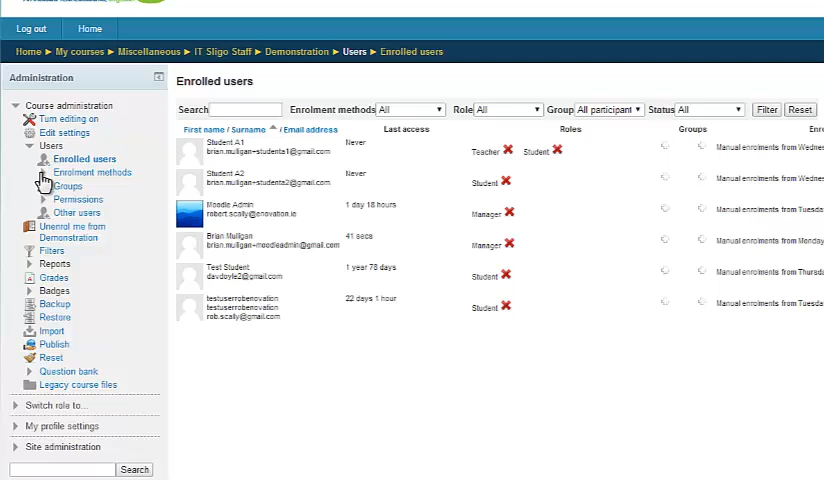 Log out Home
Home ► My courses ► Miscellaneous ► IT Sligo Staff ► Demonstration ► Users ► Enrolled users
Administration
Course administration
Turn editing on
Edit settings
Users
Enrolled users
Enrolment methods
Groups
Permissions
Other users
Unenrol me from
Demonstration
Filters
Reports
Grades
Badges
Backup
Restore
Import
Publish
Reset
Question bank
Legacy course files
Switch role to...
My profile settings
Site administration
Search
Enrolled users
Search Enrolment methods All Role All Group All participant Status All Filter Reset
First name / Surname / Email address Last access Roles Groups Enro
Student A1 Never
brian.mulligan+studenta1@gmail.com Teacher Student Manual enrolments from Wednes
Student A2 Never
brian.mulligan+studenta2@gmail.com Student Manual enrolments from Wednes
Moodle Admin 1 day 18 hours
robert.scally@enovation.ie Manager Manual enrolments from Tuesda
Brian Mulligan 41 secs
brian.mulligan+moodleadmin@gmail.com Manager Manual enrolments from Monday
Test Student 1 year 78 days
davdoyle2@gmail.com Student Manual enrolments from Thursda
testuserrobenovation 22 days 1 hour
testuserrobenovation
rob.scally@gmail.com Student Manual enrolments from Tuesda